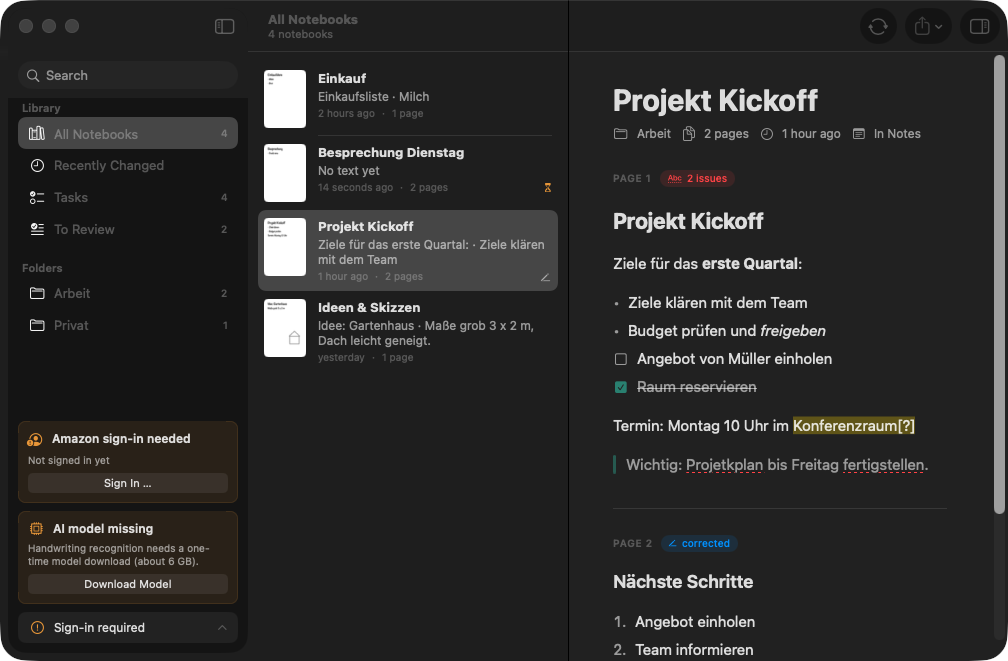 All Notebooks
4 notebooks
Search
Library
All Notebooks 4
Recently Changed
Tasks 4
To Review 2
Folders
Arbeit 2
Privat 1
Amazon sign-in needed
Not signed in yet
Sign In ...
AI model missing
Handwriting recognition needs a one-
time model download (about 6 GB).
Download Model
Sign-in required
Einkauf
Einkaufsliste · Milch
2 hours ago · 1 page
Besprechung Dienstag
No text yet
14 seconds ago · 2 pages
Projekt Kickoff
Ziele für das erste Quartal: · Ziele klären
mit dem Team
1 hour ago · 2 pages
Ideen & Skizzen
Idee: Gartenhaus · Maße grob 3 x 2 m,
Dach leicht geneigt.
yesterday · 1 page
Projekt Kickoff
Arbeit 2 pages 1 hour ago In Notes
PAGE 1 Abc 2 issues
Projekt Kickoff
Ziele für das erste Quartal:
• Ziele klären mit dem Team
• Budget prüfen und freigeben
Angebot von Müller einholen
Raum reservieren
Termin: Montag 10 Uhr im Konferenzraum[?]
Wichtig: Projetkplan bis Freitag fertigstellen.
PAGE 2 corrected
Nächste Schritte
1. Angebot einholen
2. Team informieren